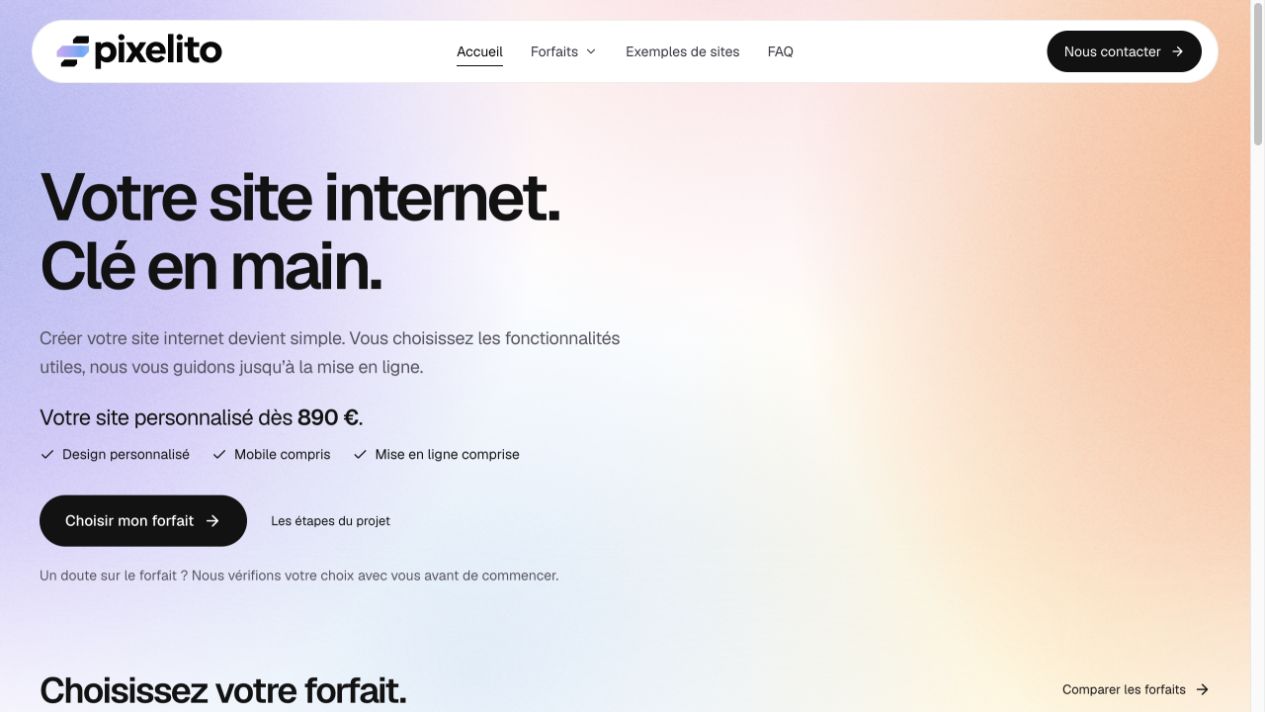 pixelito
Accueil
Forfaits
Exemples de sites
FAQ
Nous contacter
Votre site internet.
Clé en main.
Créer votre site internet devient simple. Vous choisissez les fonctionnalités
utiles, nous vous guidons jusqu’à la mise en ligne.
Votre site personnalisé dès 890 €.
Design personnalisé
Mobile compris
Mise en ligne comprise
Choisir mon forfait
Les étapes du projet
Un doute sur le forfait ? Nous vérifions votre choix avec vous avant de commencer.
Choisissez votre forfait.
Comparer les forfaits